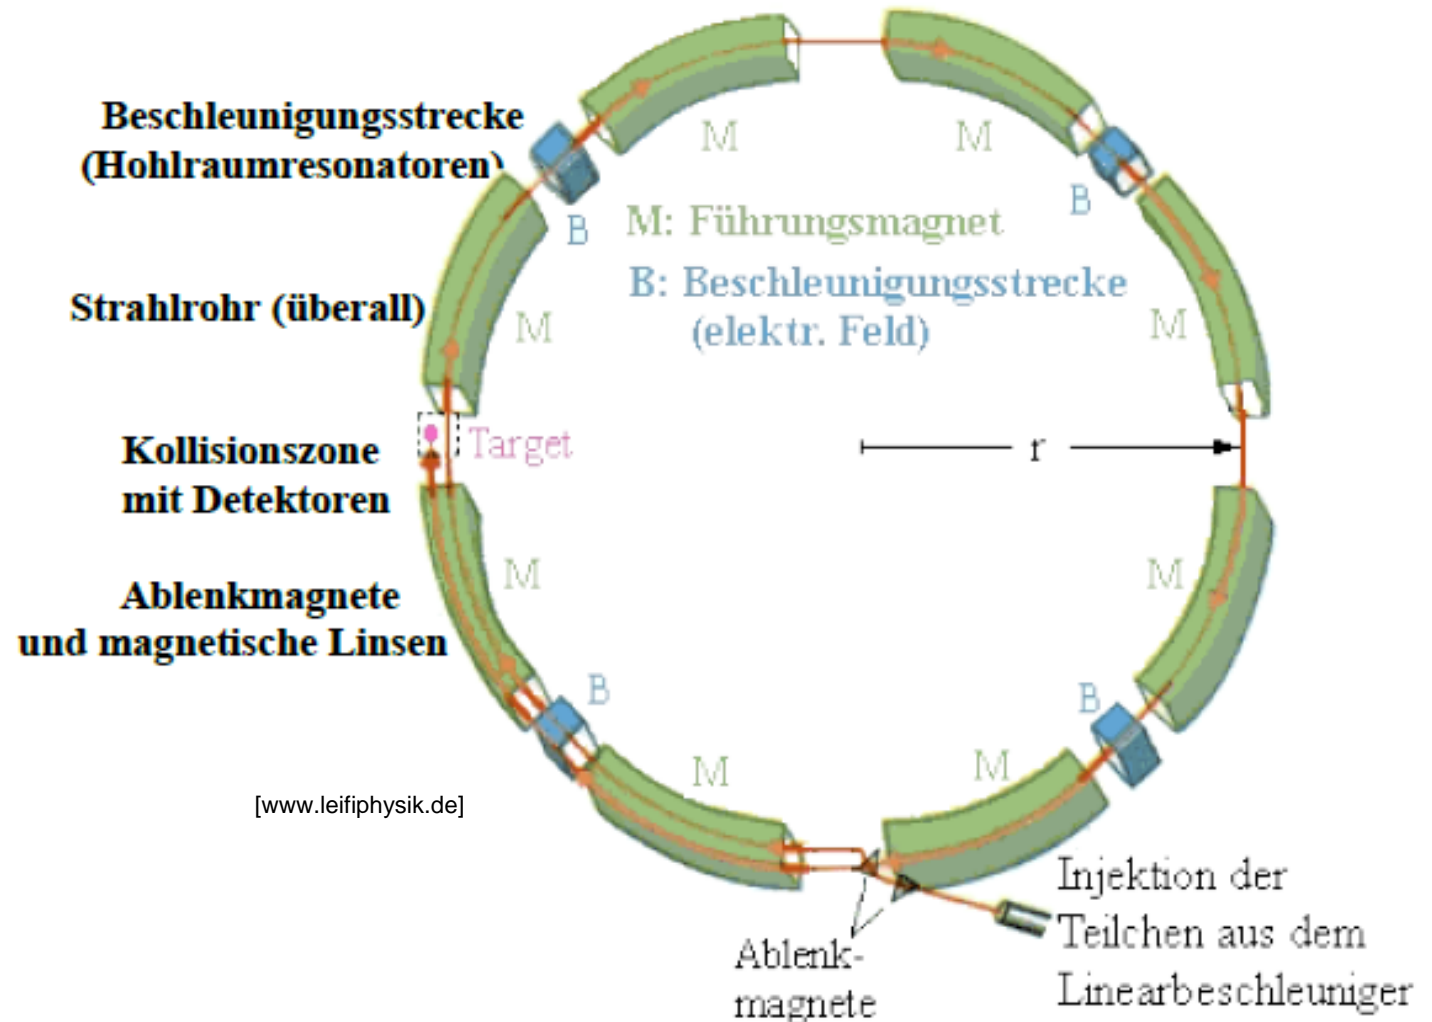 Beschleunigungsstrecke
(Hohlraumresonatoren)
M
M
B
B
M: Führungsmagnet
B: Beschleunigungsstrecke
(elektr. Feld)
Strahlrohr (überall)
M
M
Kollisionszone
mit Detektoren
Target
r
Ablenkmagnete
und magnetische Linsen
M
M
B
B
M
M
[www.leifiphysik.de]
Ablenk-
magnete
Injektion der
Teilchen aus dem
Linearbeschleuniger